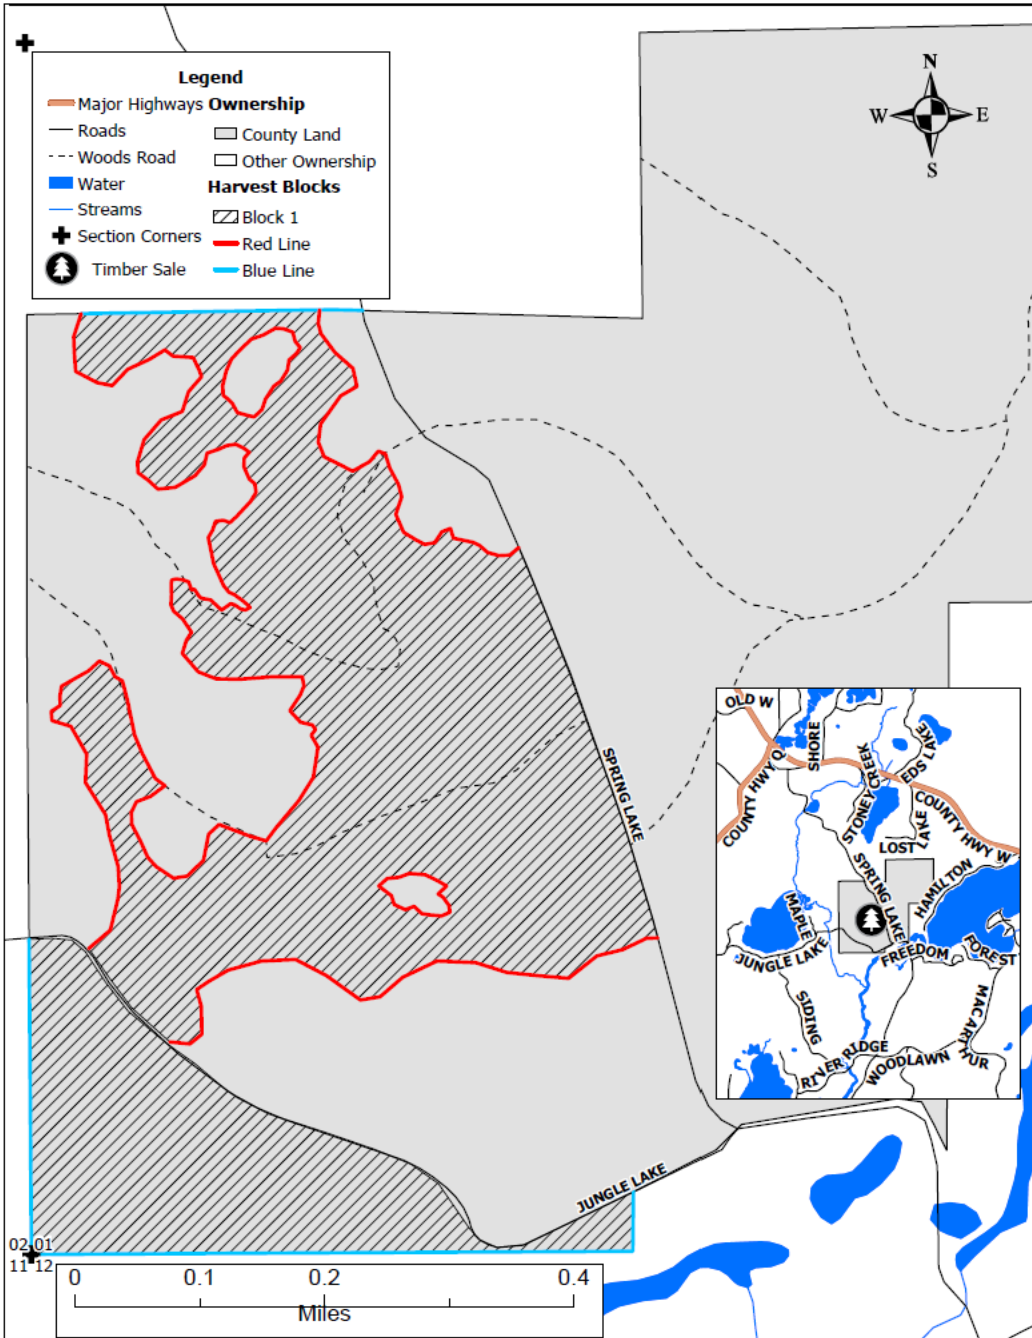 N
W E
S
Legend
Major Highways
Roads
Woods Road
Water
Streams
Section Corners
Timber Sale
Ownership
County Land
Other Ownership
Harvest Blocks
Block 1
Red Line
Blue Line
SPRING LAKE
JUNGLE LAKE
OLD W
COUNTY HWY Q
SHORE
STONEY CREEK
EDS LAKE
COUNTY HWY W
LOST LAKE
SPRING LAKE
HAMILTON
MAPLE
JUNGLE LAKE
FREEDOM
FOREST
SIDING
MACARTHUR
RIVER RIDGE
WOODLAWN
02 01
11 12
0 0.1 0.2 0.4
Miles